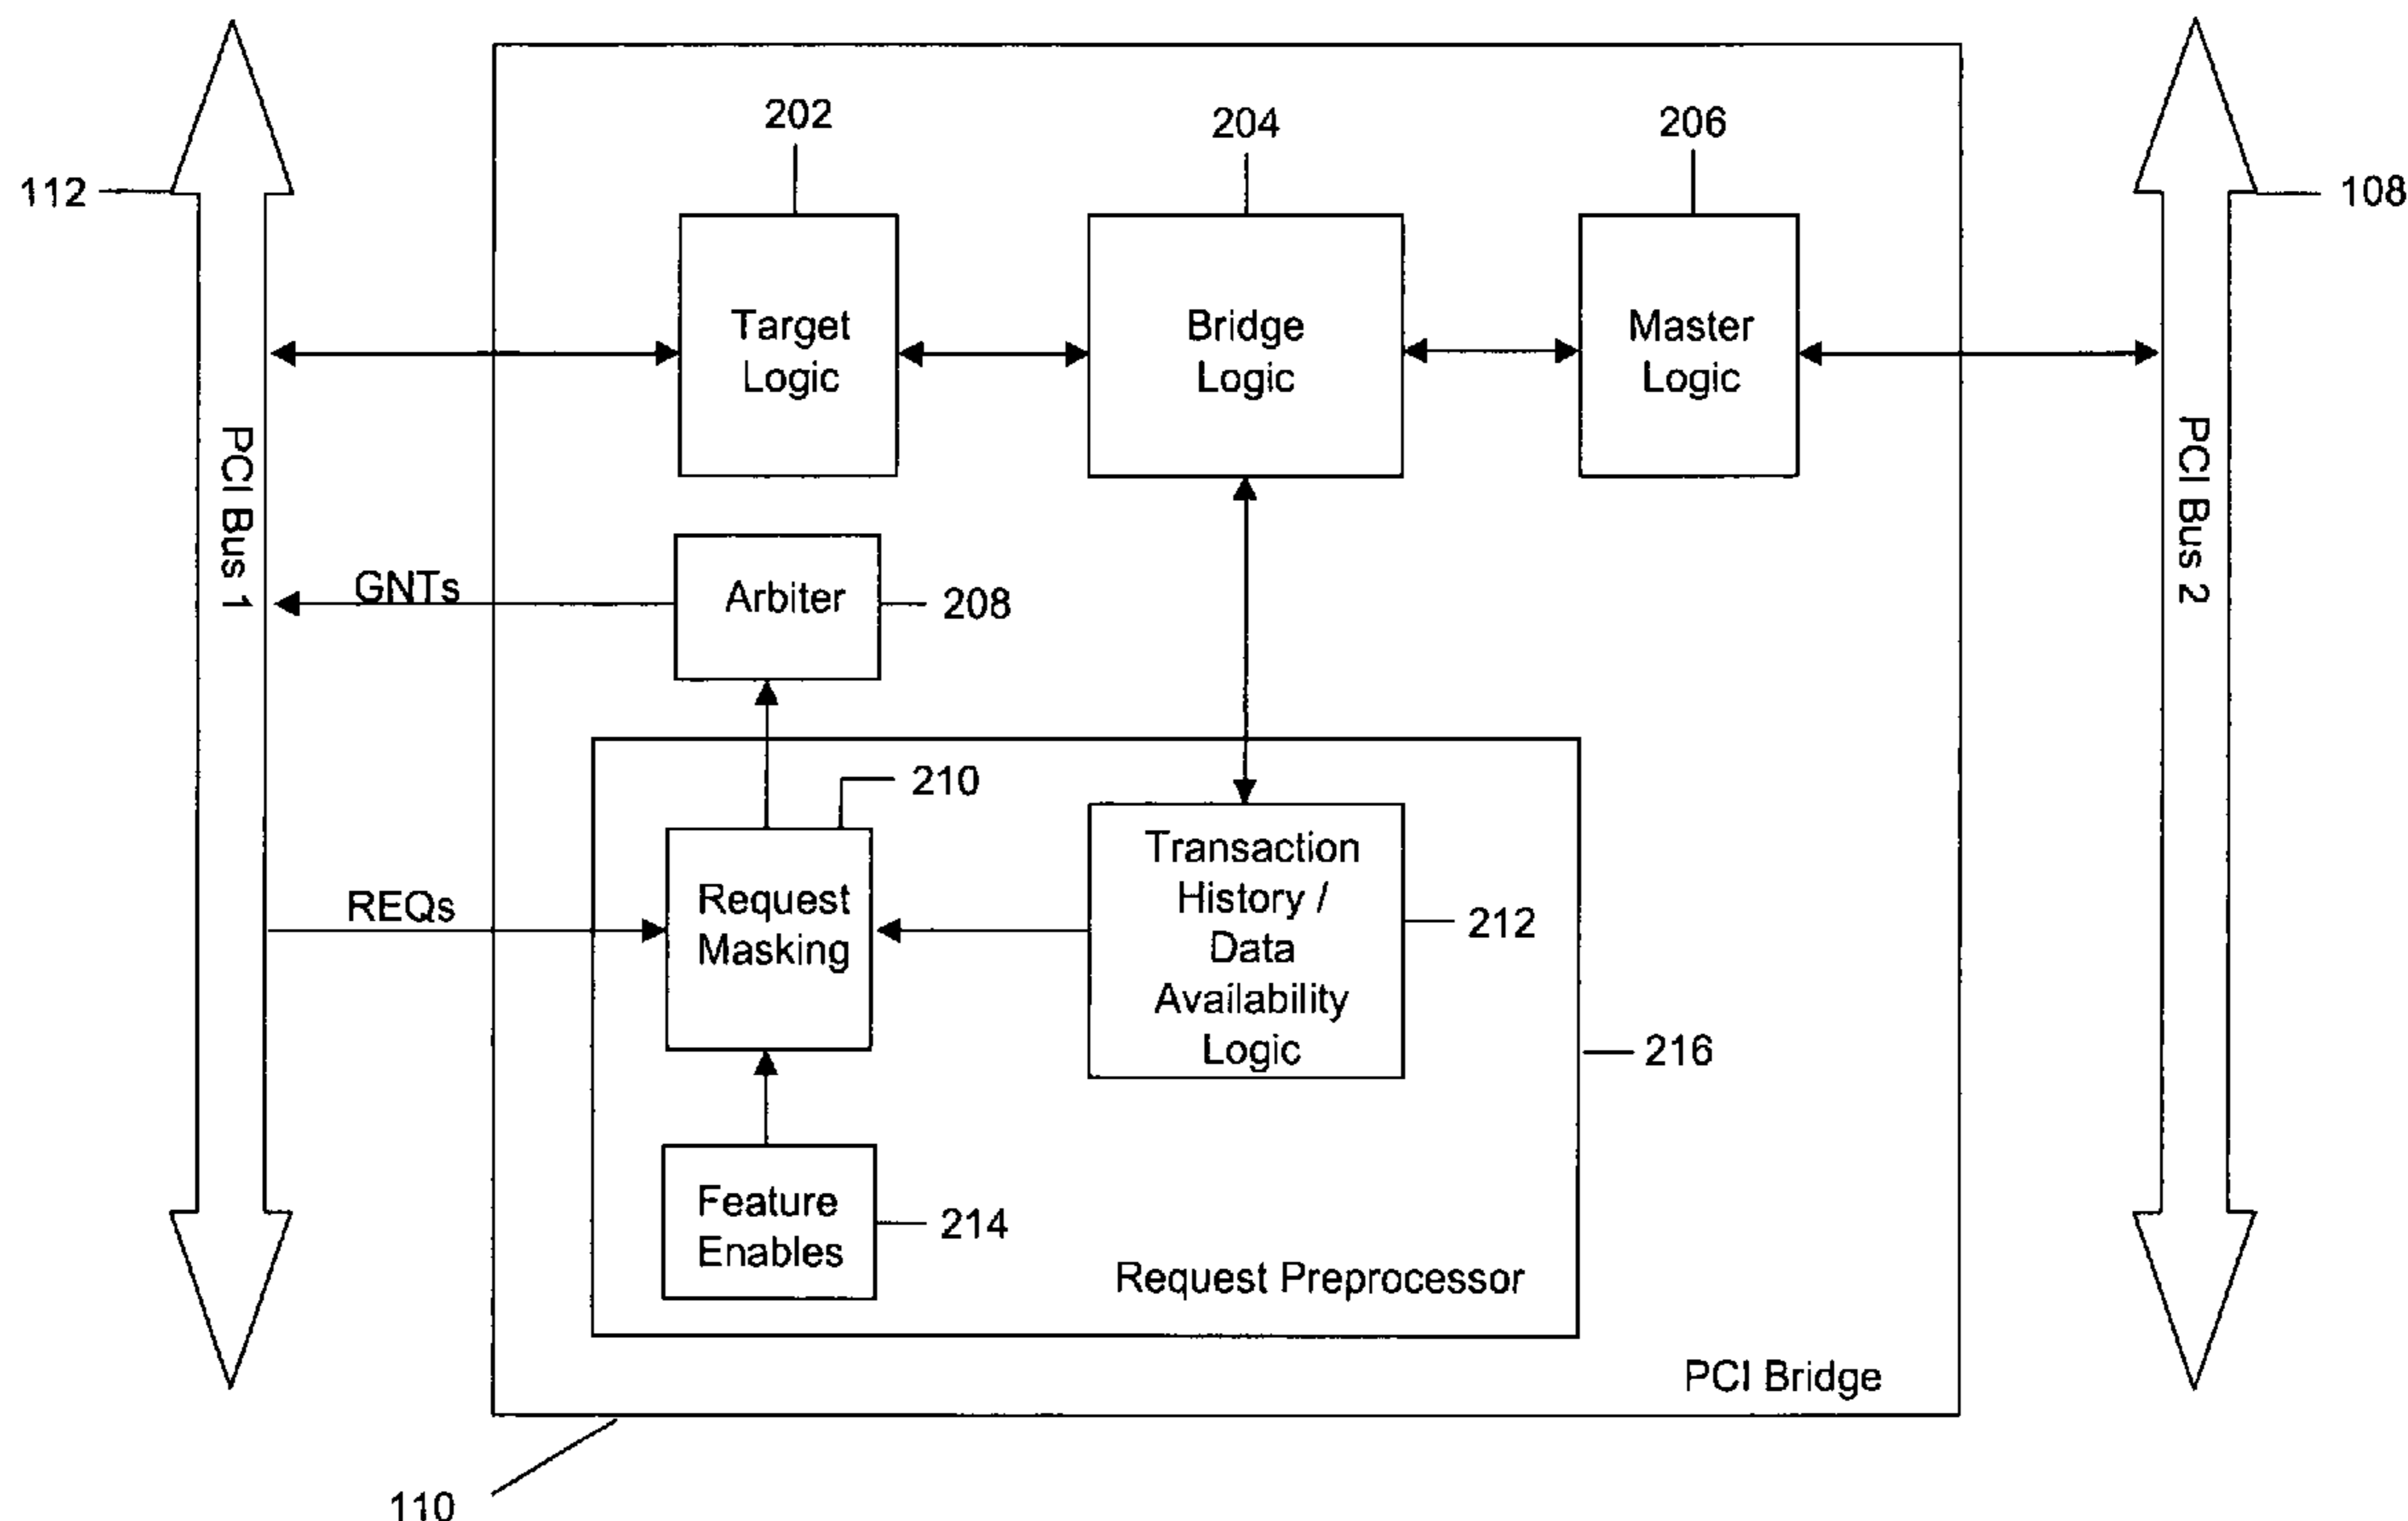 202
204
206
112
108
Target
Logic
Bridge
Logic
Master
Logic
PCI Bus 1
PCI Bus 2
GNTs
Arbiter
208
210
REQs
Request
Masking
Transaction
History /
Data
Availability
Logic
212
216
Feature
Enables
214
Request Preprocessor
PCI Bridge
110